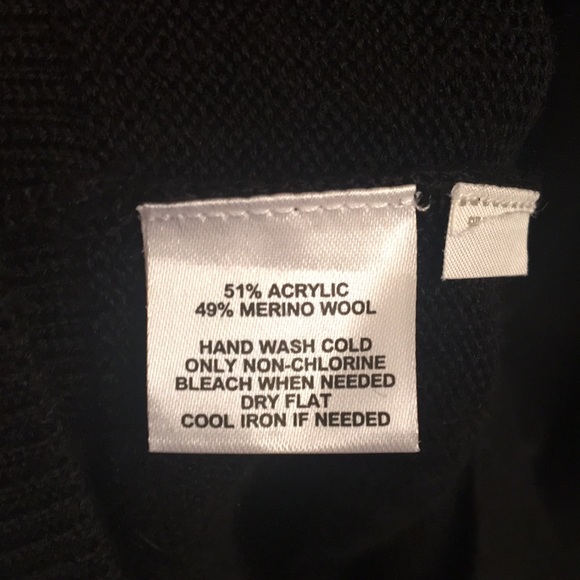 51% ACRYLIC
49% MERINO WOOL
HAND WASH COLD
ONLY NON-CHLORINE
BLEACH WHEN NEEDED
DRY FLAT
COOL IRON IF NEEDED